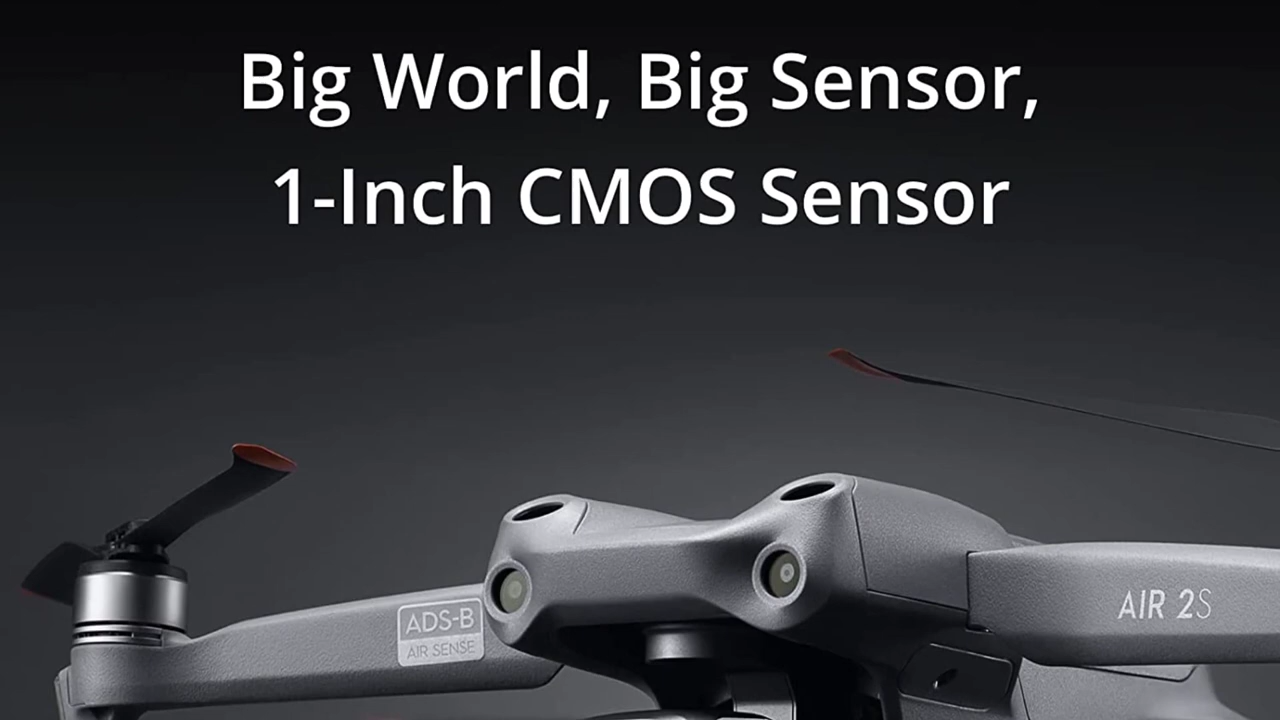 Big World, Big Sensor,
1-Inch CMOS Sensor
ADS-B
AIR SENSE
AIR 2S